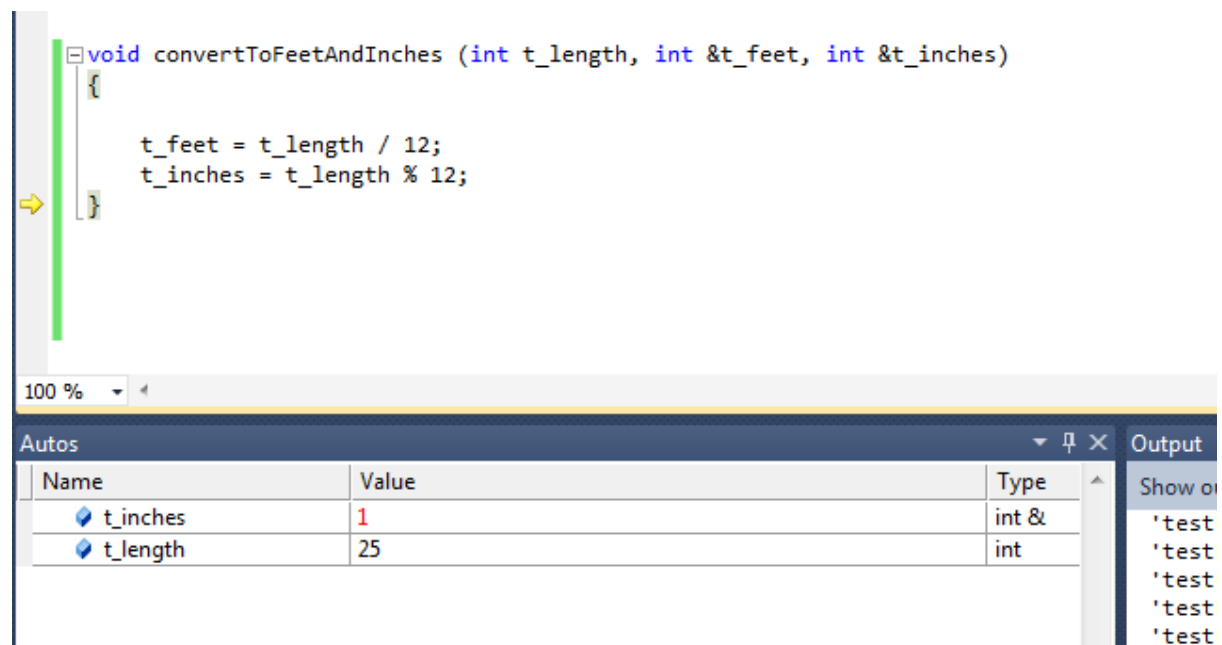 void convertToFeetAndInches (int t_length, int &t_feet, int &t_inches)
{
t_feet = t_length / 12;
t_inches = t_length % 12;
}
100 %
Autos
Output
Name Value Type
Show
t_inches 1 int &
t_length 25 int
'test
'test
'test
'test
'test